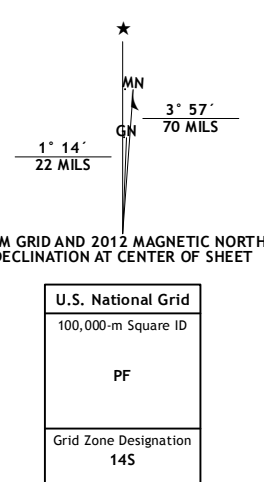 ★
MN
3° 57´
70 MILS
GN
1° 14´
22 MILS
M GRID AND 2012 MAGNETIC NORTH
DECLINATION AT CENTER OF SHEET
U.S. National Grid
100,000-m Square ID
PF
Grid Zone Designation
14S